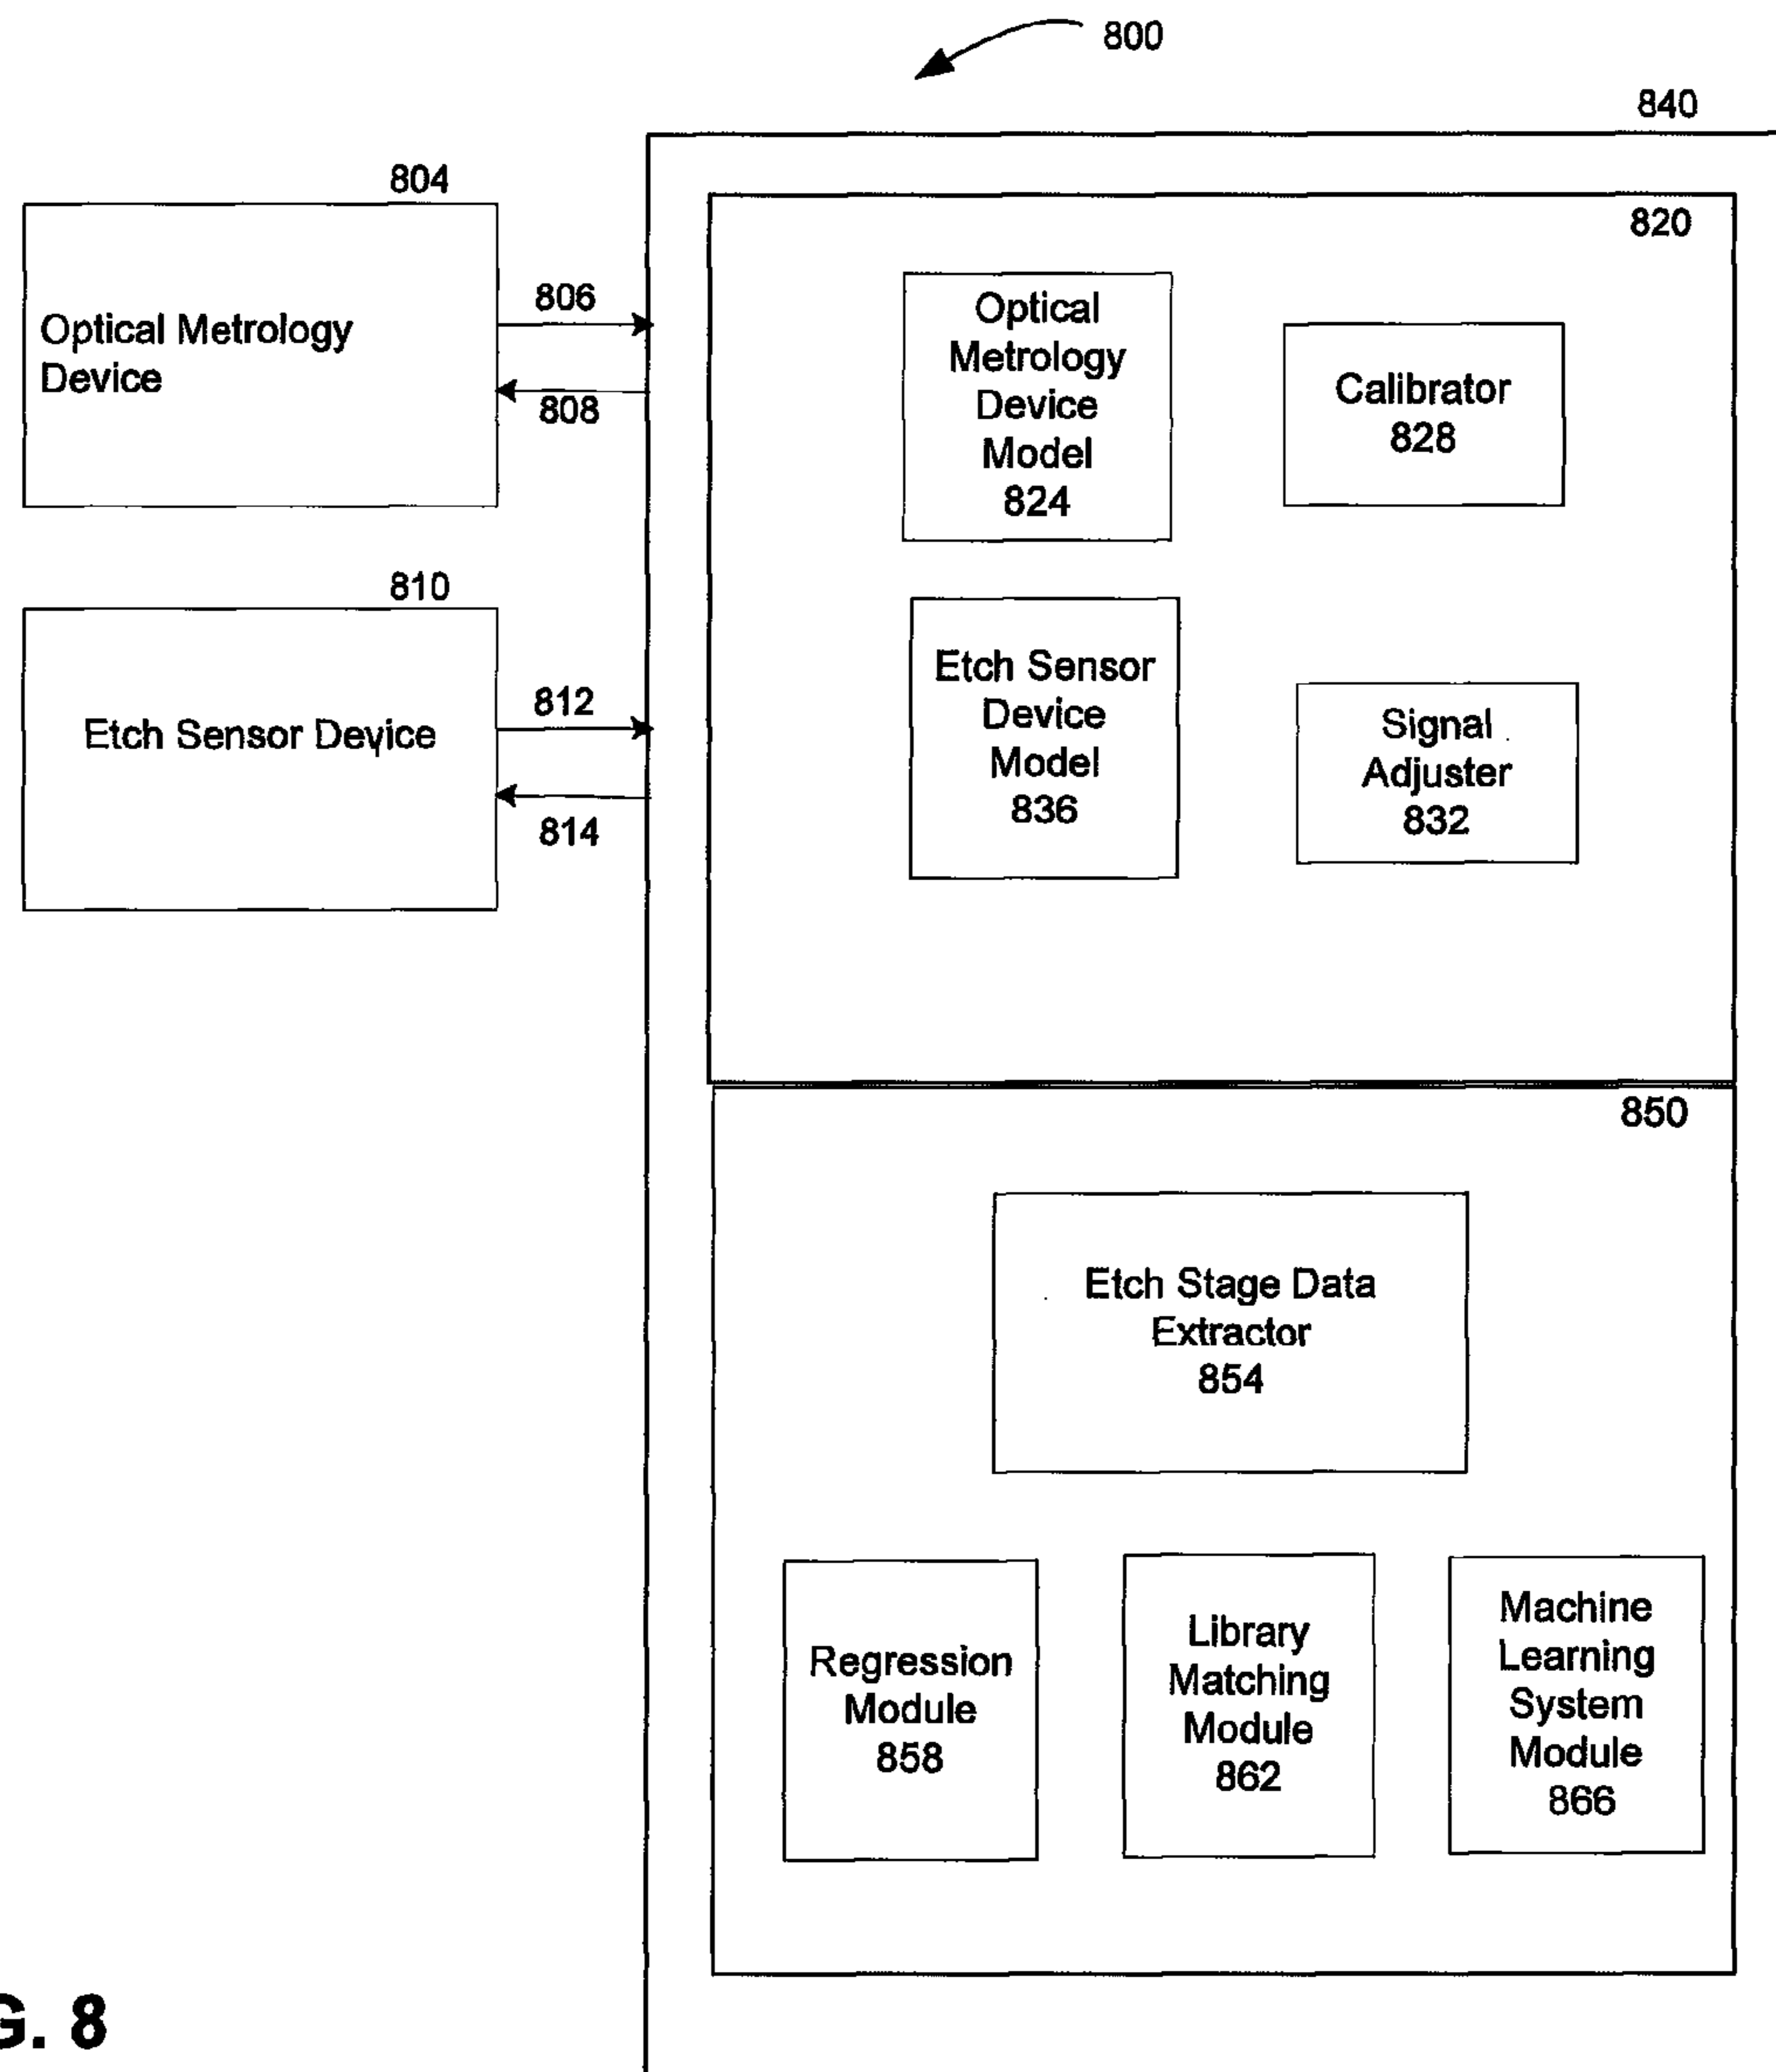 800
840
804
820
Optical Metrology
Device
806
808
Optical
Metrology
Device
Model
824
Calibrator
828
810
Etch Sensor Device
812
814
Etch Sensor
Device
Model
836
Signal
Adjuster
832
850
Etch Stage Data
Extractor
854
Regression
Module
858
Library
Matching
Module
862
Machine
Learning
System
Module
866
G. 8